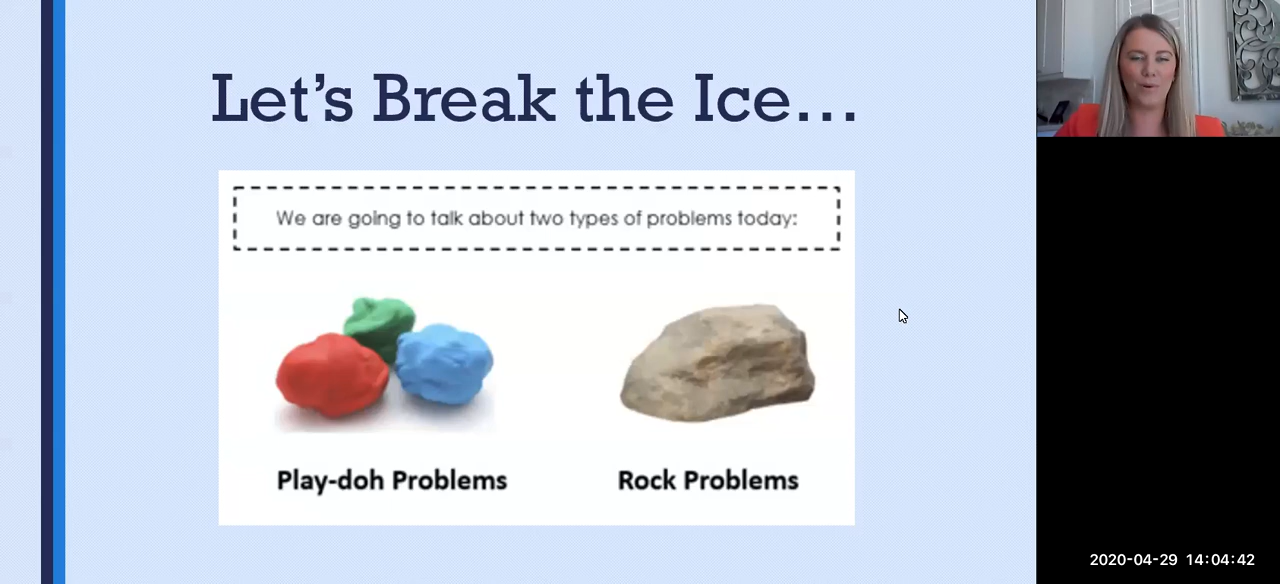 Let's Break the Ice…
We are going to talk about two types of problems today:
Play-doh Problems
Rock Problems
2020-04-29 14:04:42